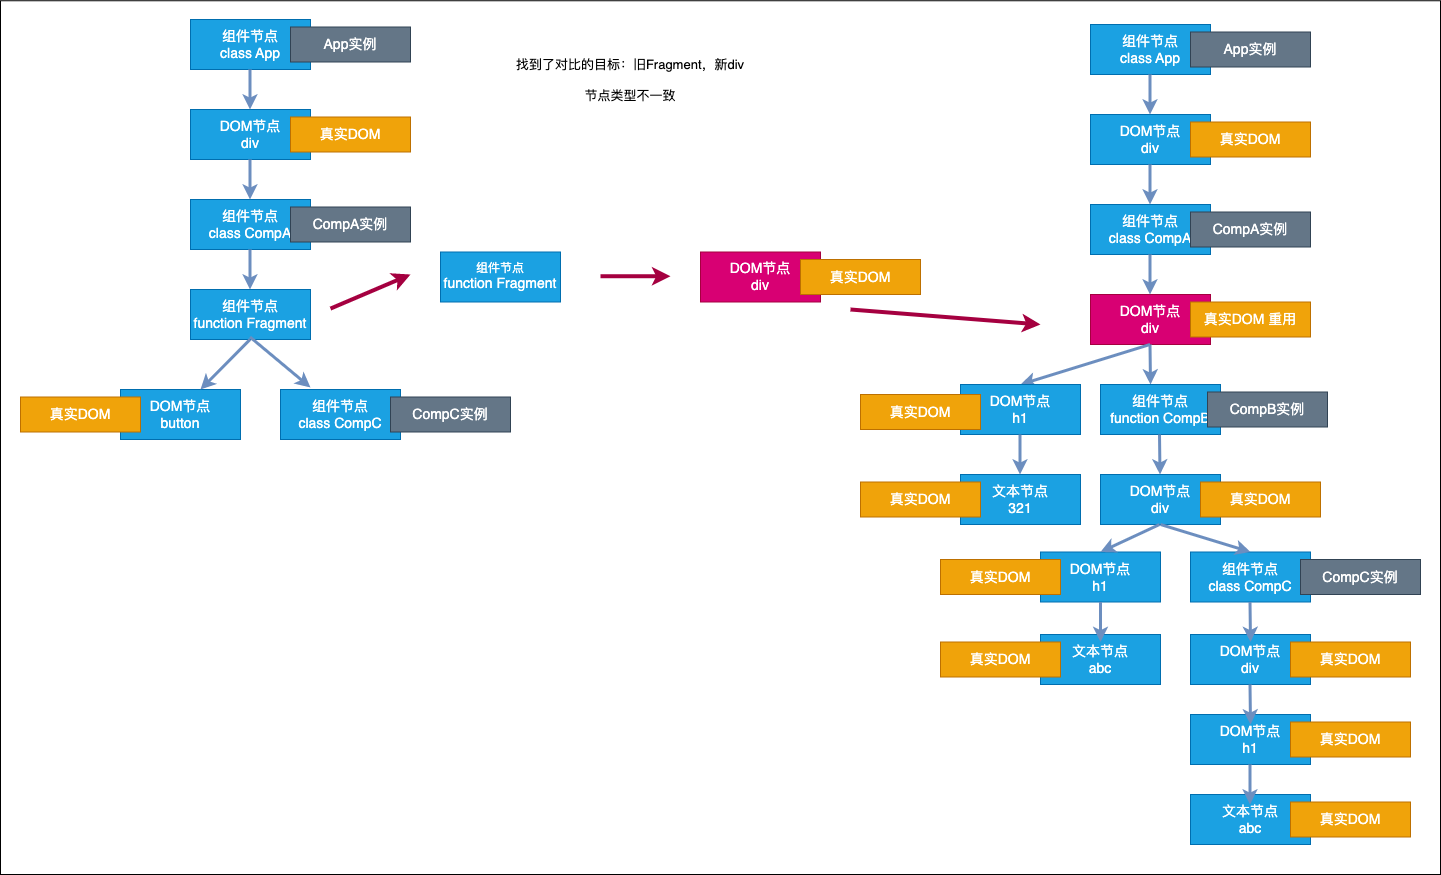 组件节点
class App
App实例
DOM节点
div
真实DOM
组件节点
class CompA
CompA实例
组件节点
function Fragment
真实DOM
DOM节点
button
组件节点
class CompC
CompC实例
找到了对比的目标：旧Fragment，新div
节点类型不一致
组件节点
function Fragment
DOM节点
div
真实DOM
组件节点
class App
App实例
DOM节点
div
真实DOM
组件节点
class CompA
CompA实例
DOM节点
div
真实DOM 重用
真实DOM
DOM节点
h1
组件节点
function CompB
CompB实例
真实DOM
文本节点
321
DOM节点
div
真实DOM
真实DOM
DOM节点
h1
组件节点
class CompC
CompC实例
真实DOM
文本节点
abc
DOM节点
div
真实DOM
DOM节点
h1
真实DOM
文本节点
abc
真实DOM